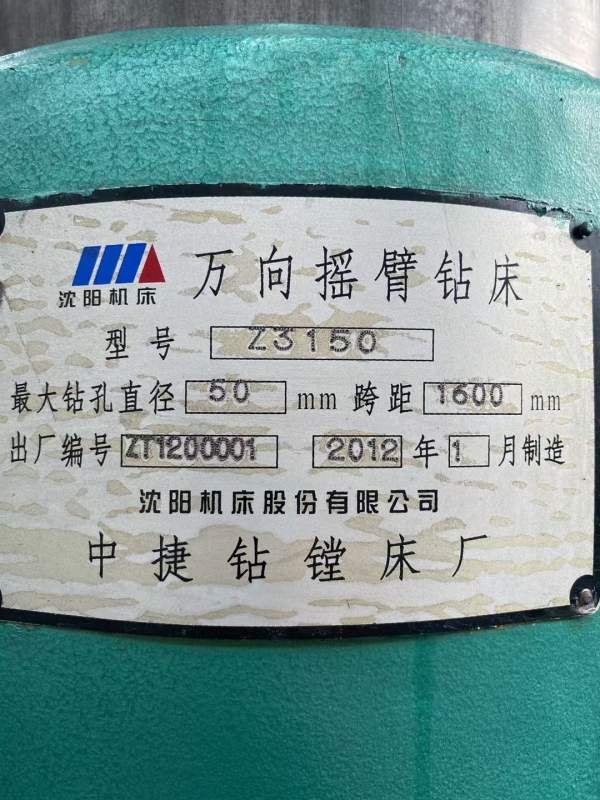 万向摇臂钻床
沈阳机床
型号 Z3150
最大钻孔直径 50 mm 跨距 1600 mm
出厂编号 ZT1200001 2012 年 1 月制造
沈阳机床股份有限公司
中捷钻镗床厂